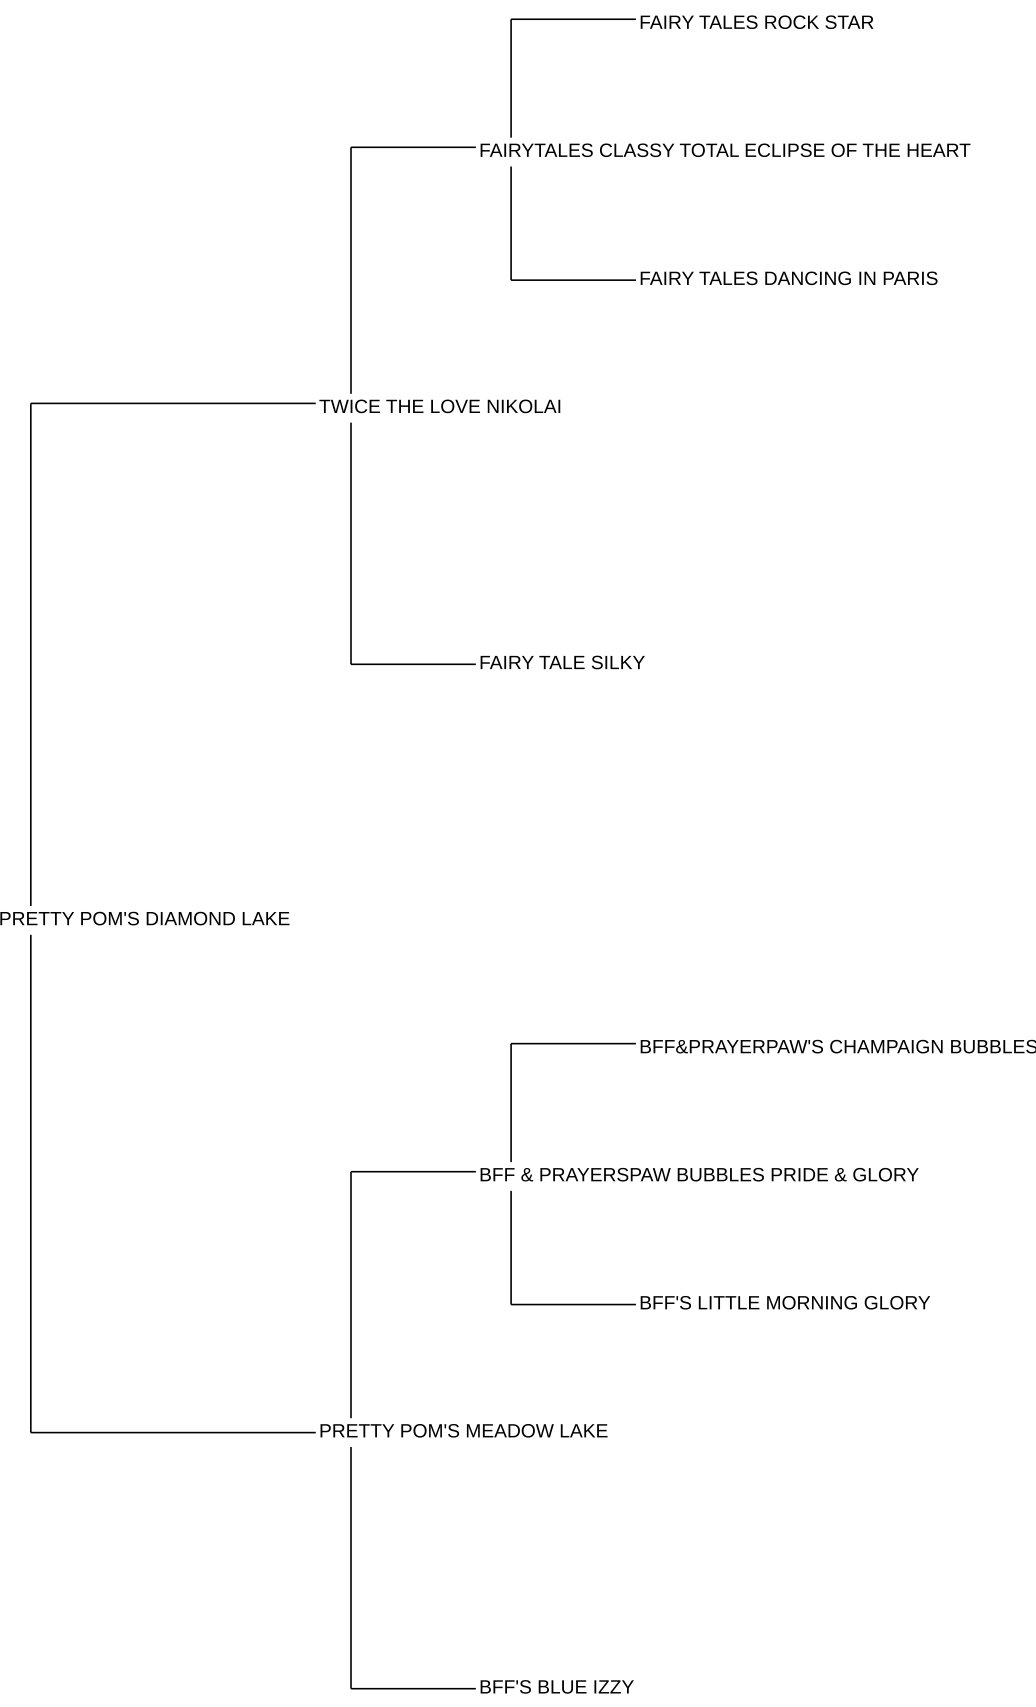 FAIRY TALES ROCK STAR
FAIRYTALES CLASSY TOTAL ECLIPSE OF THE HEART
FAIRY TALES DANCING IN PARIS
TWICE THE LOVE NIKOLAI
FAIRY TALE SILKY
PRETTY POM'S DIAMOND LAKE
BFF&PRAYERPAW'S CHAMPAIGN BUBBLES
BFF & PRAYERSPAW BUBBLES PRIDE & GLORY
BFF'S LITTLE MORNING GLORY
PRETTY POM'S MEADOW LAKE
BFF'S BLUE IZZY